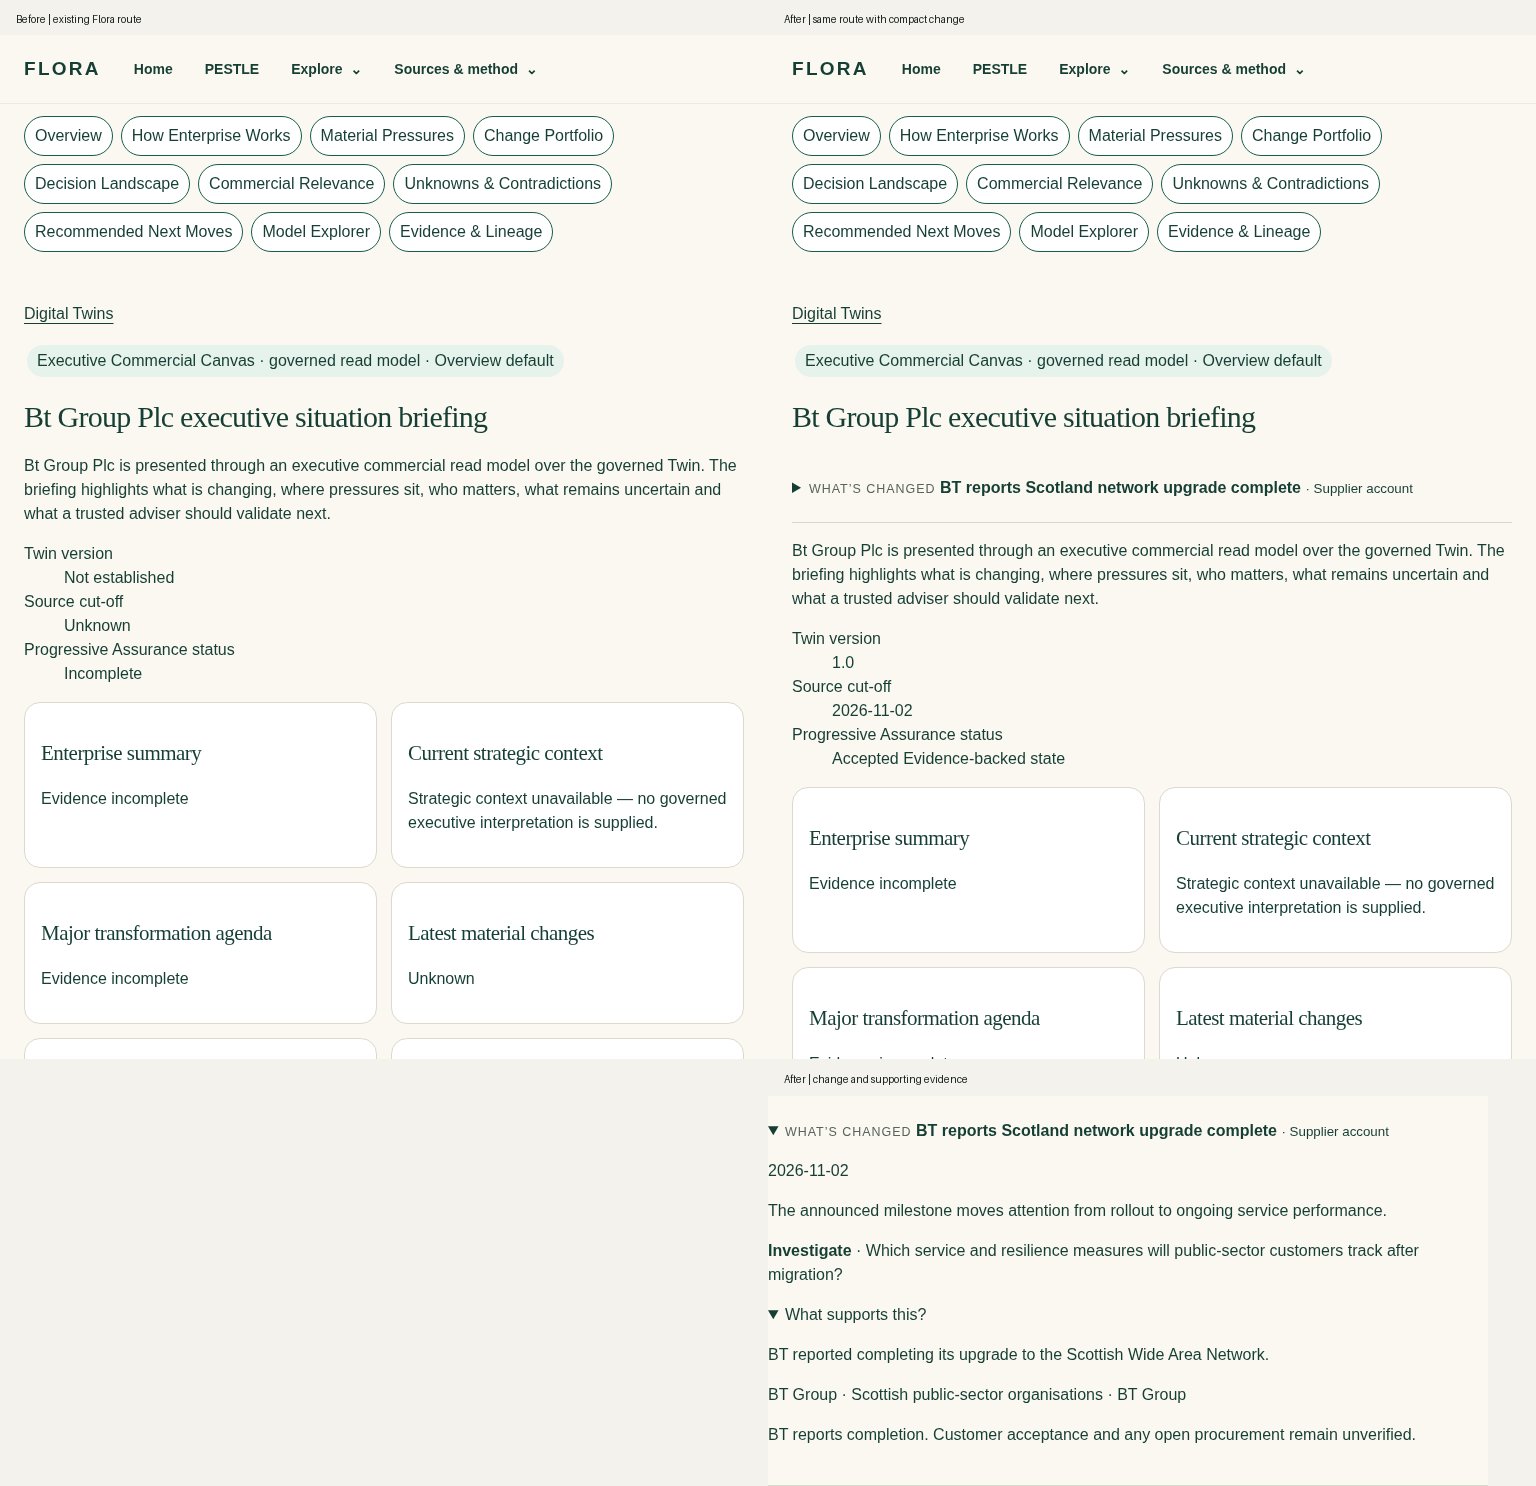 Before | existing Flora route
FLORA Home PESTLE Explore Sources & method
Overview How Enterprise Works Material Pressures Change Portfolio
Decision Landscape Commercial Relevance Unknowns & Contradictions
Recommended Next Moves Model Explorer Evidence & Lineage
Digital Twins
Executive Commercial Canvas · governed read model · Overview default
Bt Group Plc executive situation briefing
Bt Group Plc is presented through an executive commercial read model over the governed Twin. The
briefing highlights what is changing, where pressures sit, who matters, what remains uncertain and
what a trusted adviser should validate next.
Twin version
Not established
Source cut-off
Unknown
Progressive Assurance status
Incomplete
Enterprise summary
Evidence incomplete
Current strategic context
Strategic context unavailable — no governed
executive interpretation is supplied.
Major transformation agenda
Evidence incomplete
Latest material changes
Unknown
After | same route with compact change
FLORA Home PESTLE Explore Sources & method
Overview How Enterprise Works Material Pressures Change Portfolio
Decision Landscape Commercial Relevance Unknowns & Contradictions
Recommended Next Moves Model Explorer Evidence & Lineage
Digital Twins
Executive Commercial Canvas · governed read model · Overview default
Bt Group Plc executive situation briefing
WHAT'S CHANGED BT reports Scotland network upgrade complete · Supplier account
Bt Group Plc is presented through an executive commercial read model over the governed Twin. The
briefing highlights what is changing, where pressures sit, who matters, what remains uncertain and
what a trusted adviser should validate next.
Twin version
1.0
Source cut-off
2026-11-02
Progressive Assurance status
Accepted Evidence-backed state
Enterprise summary
Evidence incomplete
Current strategic context
Strategic context unavailable — no governed
executive interpretation is supplied.
Major transformation agenda
Latest material changes
After | change and supporting evidence
WHAT'S CHANGED BT reports Scotland network upgrade complete · Supplier account
2026-11-02
The announced milestone moves attention from rollout to ongoing service performance.
Investigate · Which service and resilience measures will public-sector customers track after
migration?
What supports this?
BT reported completing its upgrade to the Scottish Wide Area Network.
BT Group · Scottish public-sector organisations · BT Group
BT reports completion. Customer acceptance and any open procurement remain unverified.